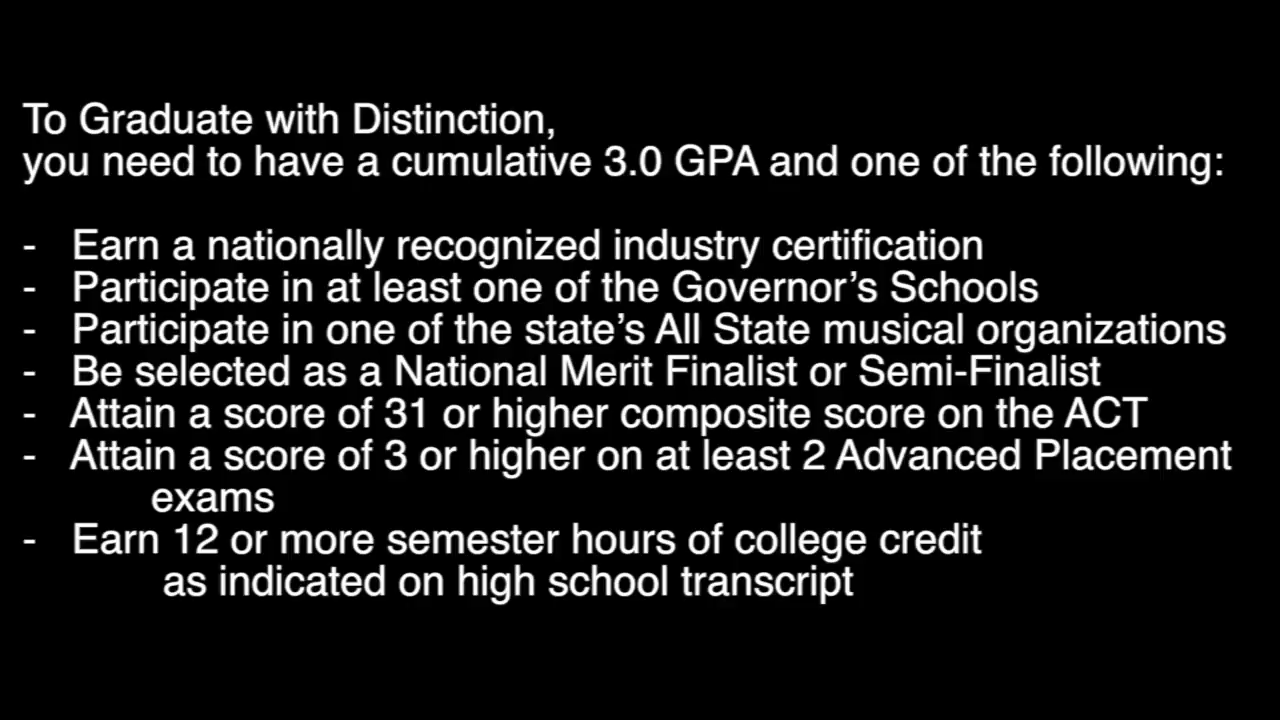 To Graduate with Distinction,
you need to have a cumulative 3.0 GPA and one of the following:
- Earn a nationally recognized industry certification
- Participate in at least one of the Governor’s Schools
- Participate in one of the state’s All State musical organizations
- Be selected as a National Merit Finalist or Semi-Finalist
- Attain a score of 31 or higher composite score on the ACT
- Attain a score of 3 or higher on at least 2 Advanced Placement
exams
- Earn 12 or more semester hours of college credit
as indicated on high school transcript